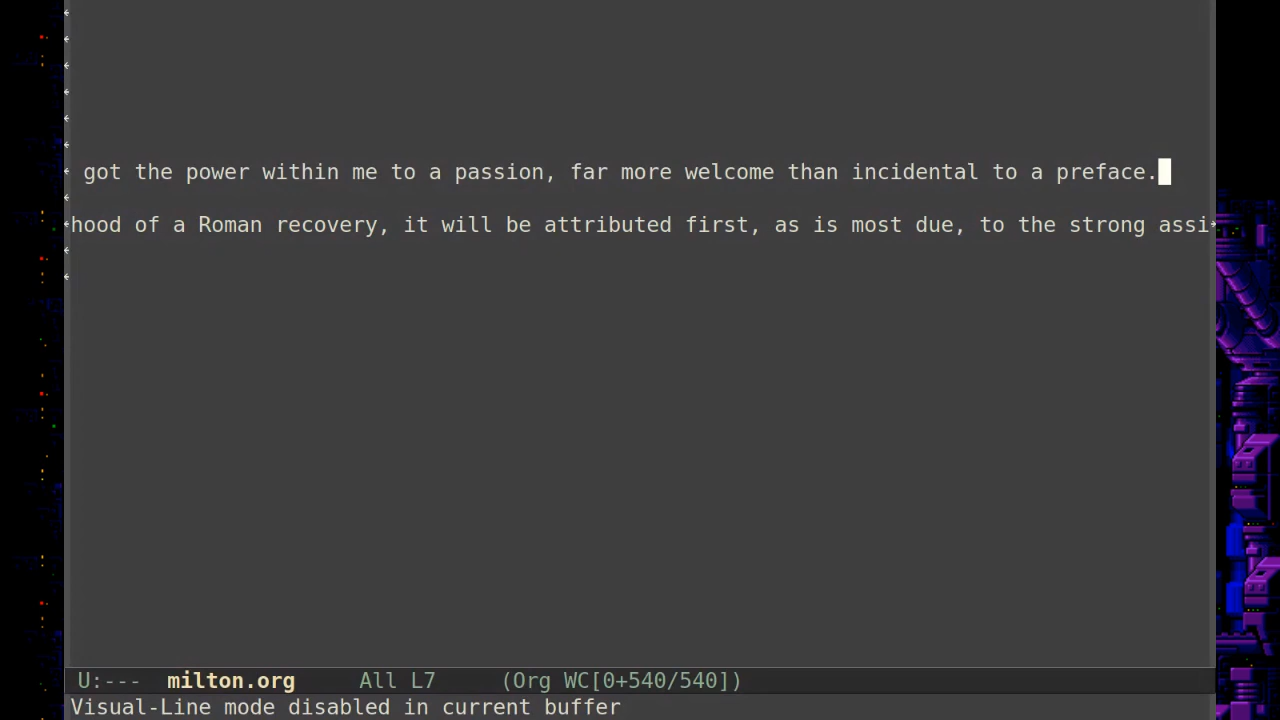 got the power within me to a passion, far more welcome than incidental to a preface.
hood of a Roman recovery, it will be attributed first, as is most due, to the strong assi
U:--- milton.org All L7 (Org WC[0+540/540])
Visual-Line mode disabled in current buffer